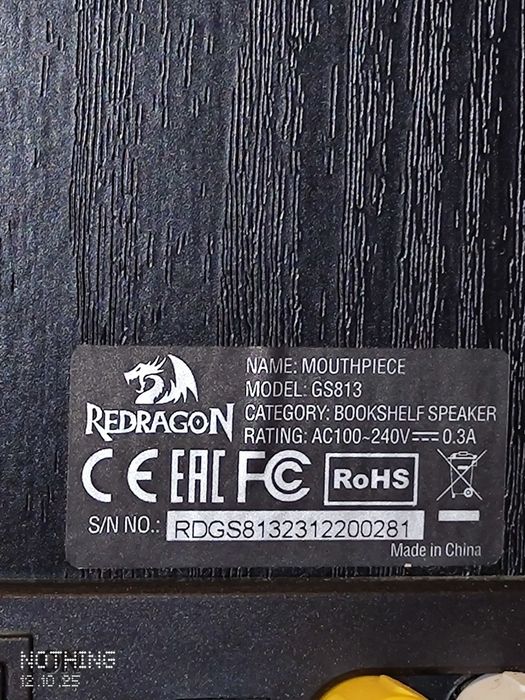 NAME: MOUTHPIECE
MODEL: GS813
REDRAGON
CATEGORY: BOOKSHELF SPEAKER
RATING: AC100~240V⎓0.3A
CE EAC FC RoHS
S/N NO.: RDGS8132312200281
Made in China
NOTHING
12.10.25